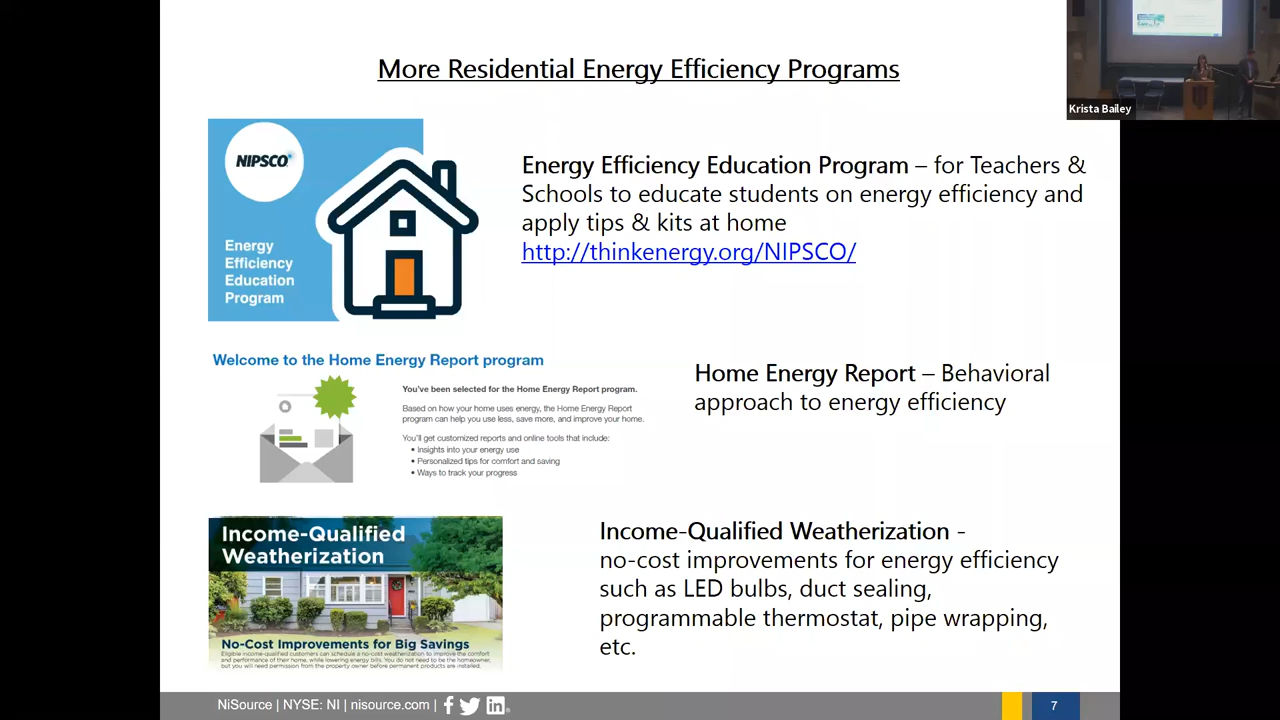 More Residential Energy Efficiency Programs
Krista Bailey
NIPSCO
Energy
Efficiency
Education
Program
Energy Efficiency Education Program – for Teachers &
Schools to educate students on energy efficiency and
apply tips & kits at home
http://thinkenergy.org/NIPSCO/
Welcome to the Home Energy Report program
You've been selected for the Home Energy Report program.
Based on how your home uses energy, the Home Energy Report
program can help you use less, save more, and improve your home.
You'll get customized reports and online tools that include:
• Insights into your energy use
• Personalized tips for comfort and saving
• Ways to track your progress
Home Energy Report – Behavioral
approach to energy efficiency
Income-Qualified
Weatherization
No-Cost Improvements for Big Savings
Eligible income-qualified customers can schedule a no-cost weatherization to improve the comfort
and performance of their home, while lowering energy bills. You do not need to be the homeowner,
but you will need permission from the property owner before permanent products are installed.
Income-Qualified Weatherization -
no-cost improvements for energy efficiency
such as LED bulbs, duct sealing,
programmable thermostat, pipe wrapping,
etc.
NiSource | NYSE: NI | nisource.com |
7